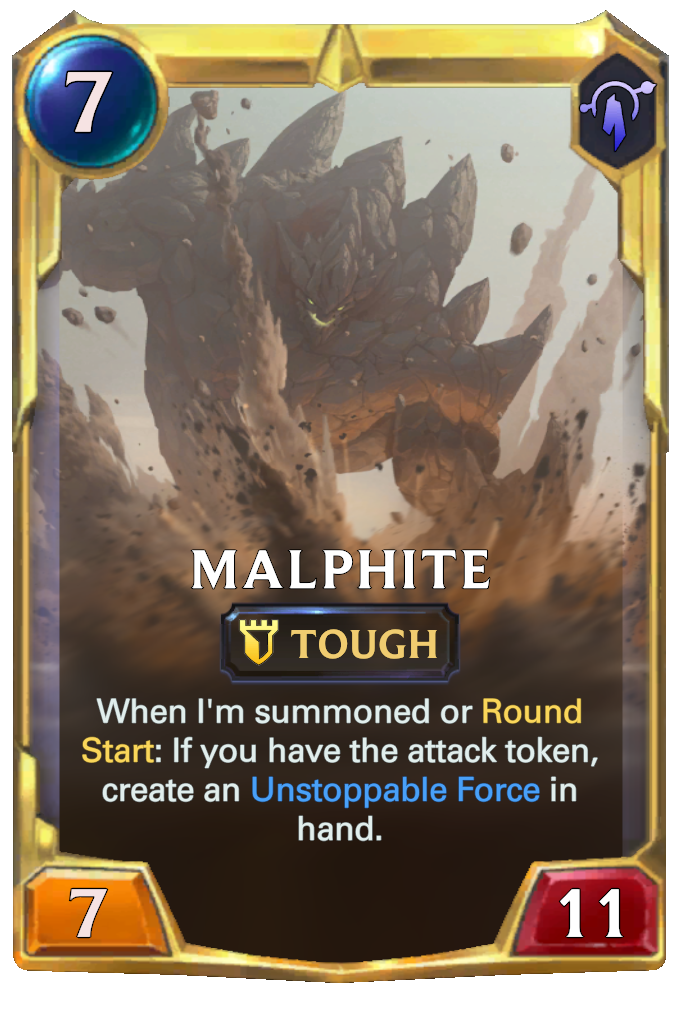 7
MALPHITE
TOUGH
When I'm summoned or Round
Start: If you have the attack token,
create an Unstoppable Force in
hand.
7
11